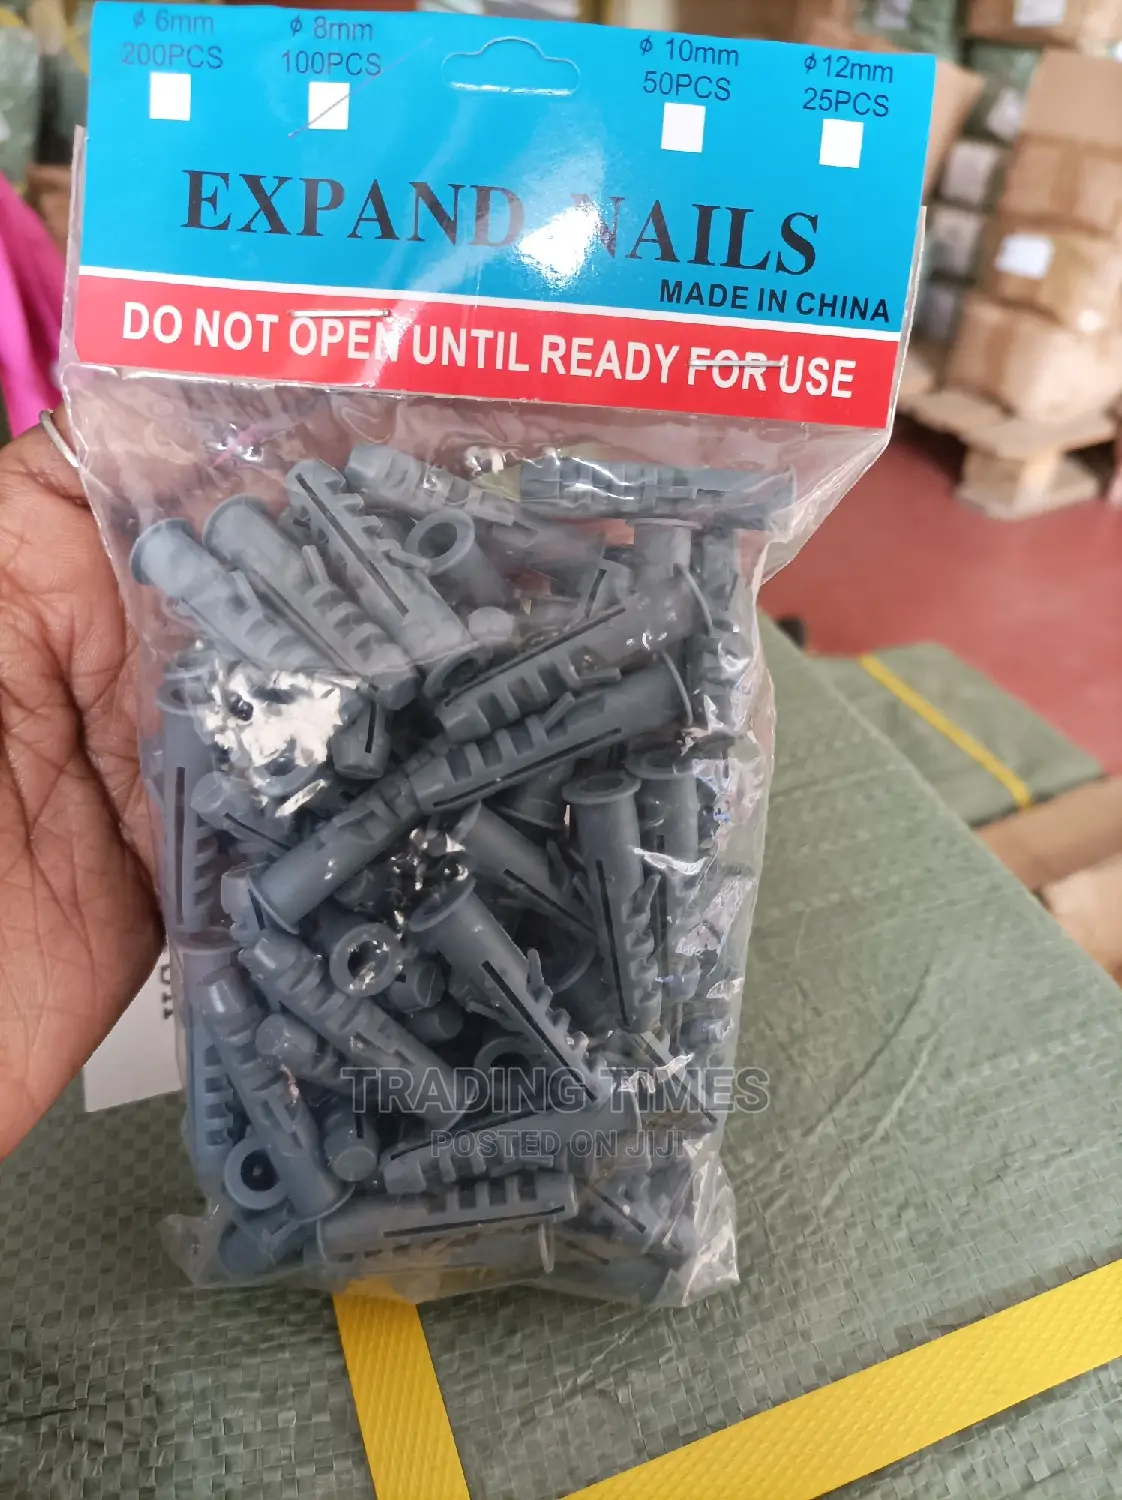 ϕ 6mm
200PCS
ϕ 8mm
100PCS
ϕ 10mm
50PCS
ϕ 12mm
25PCS
EXPAND NAILS
MADE IN CHINA
DO NOT OPEN UNTIL READY FOR USE
TRADING TIMES
POSTED ON JIJI